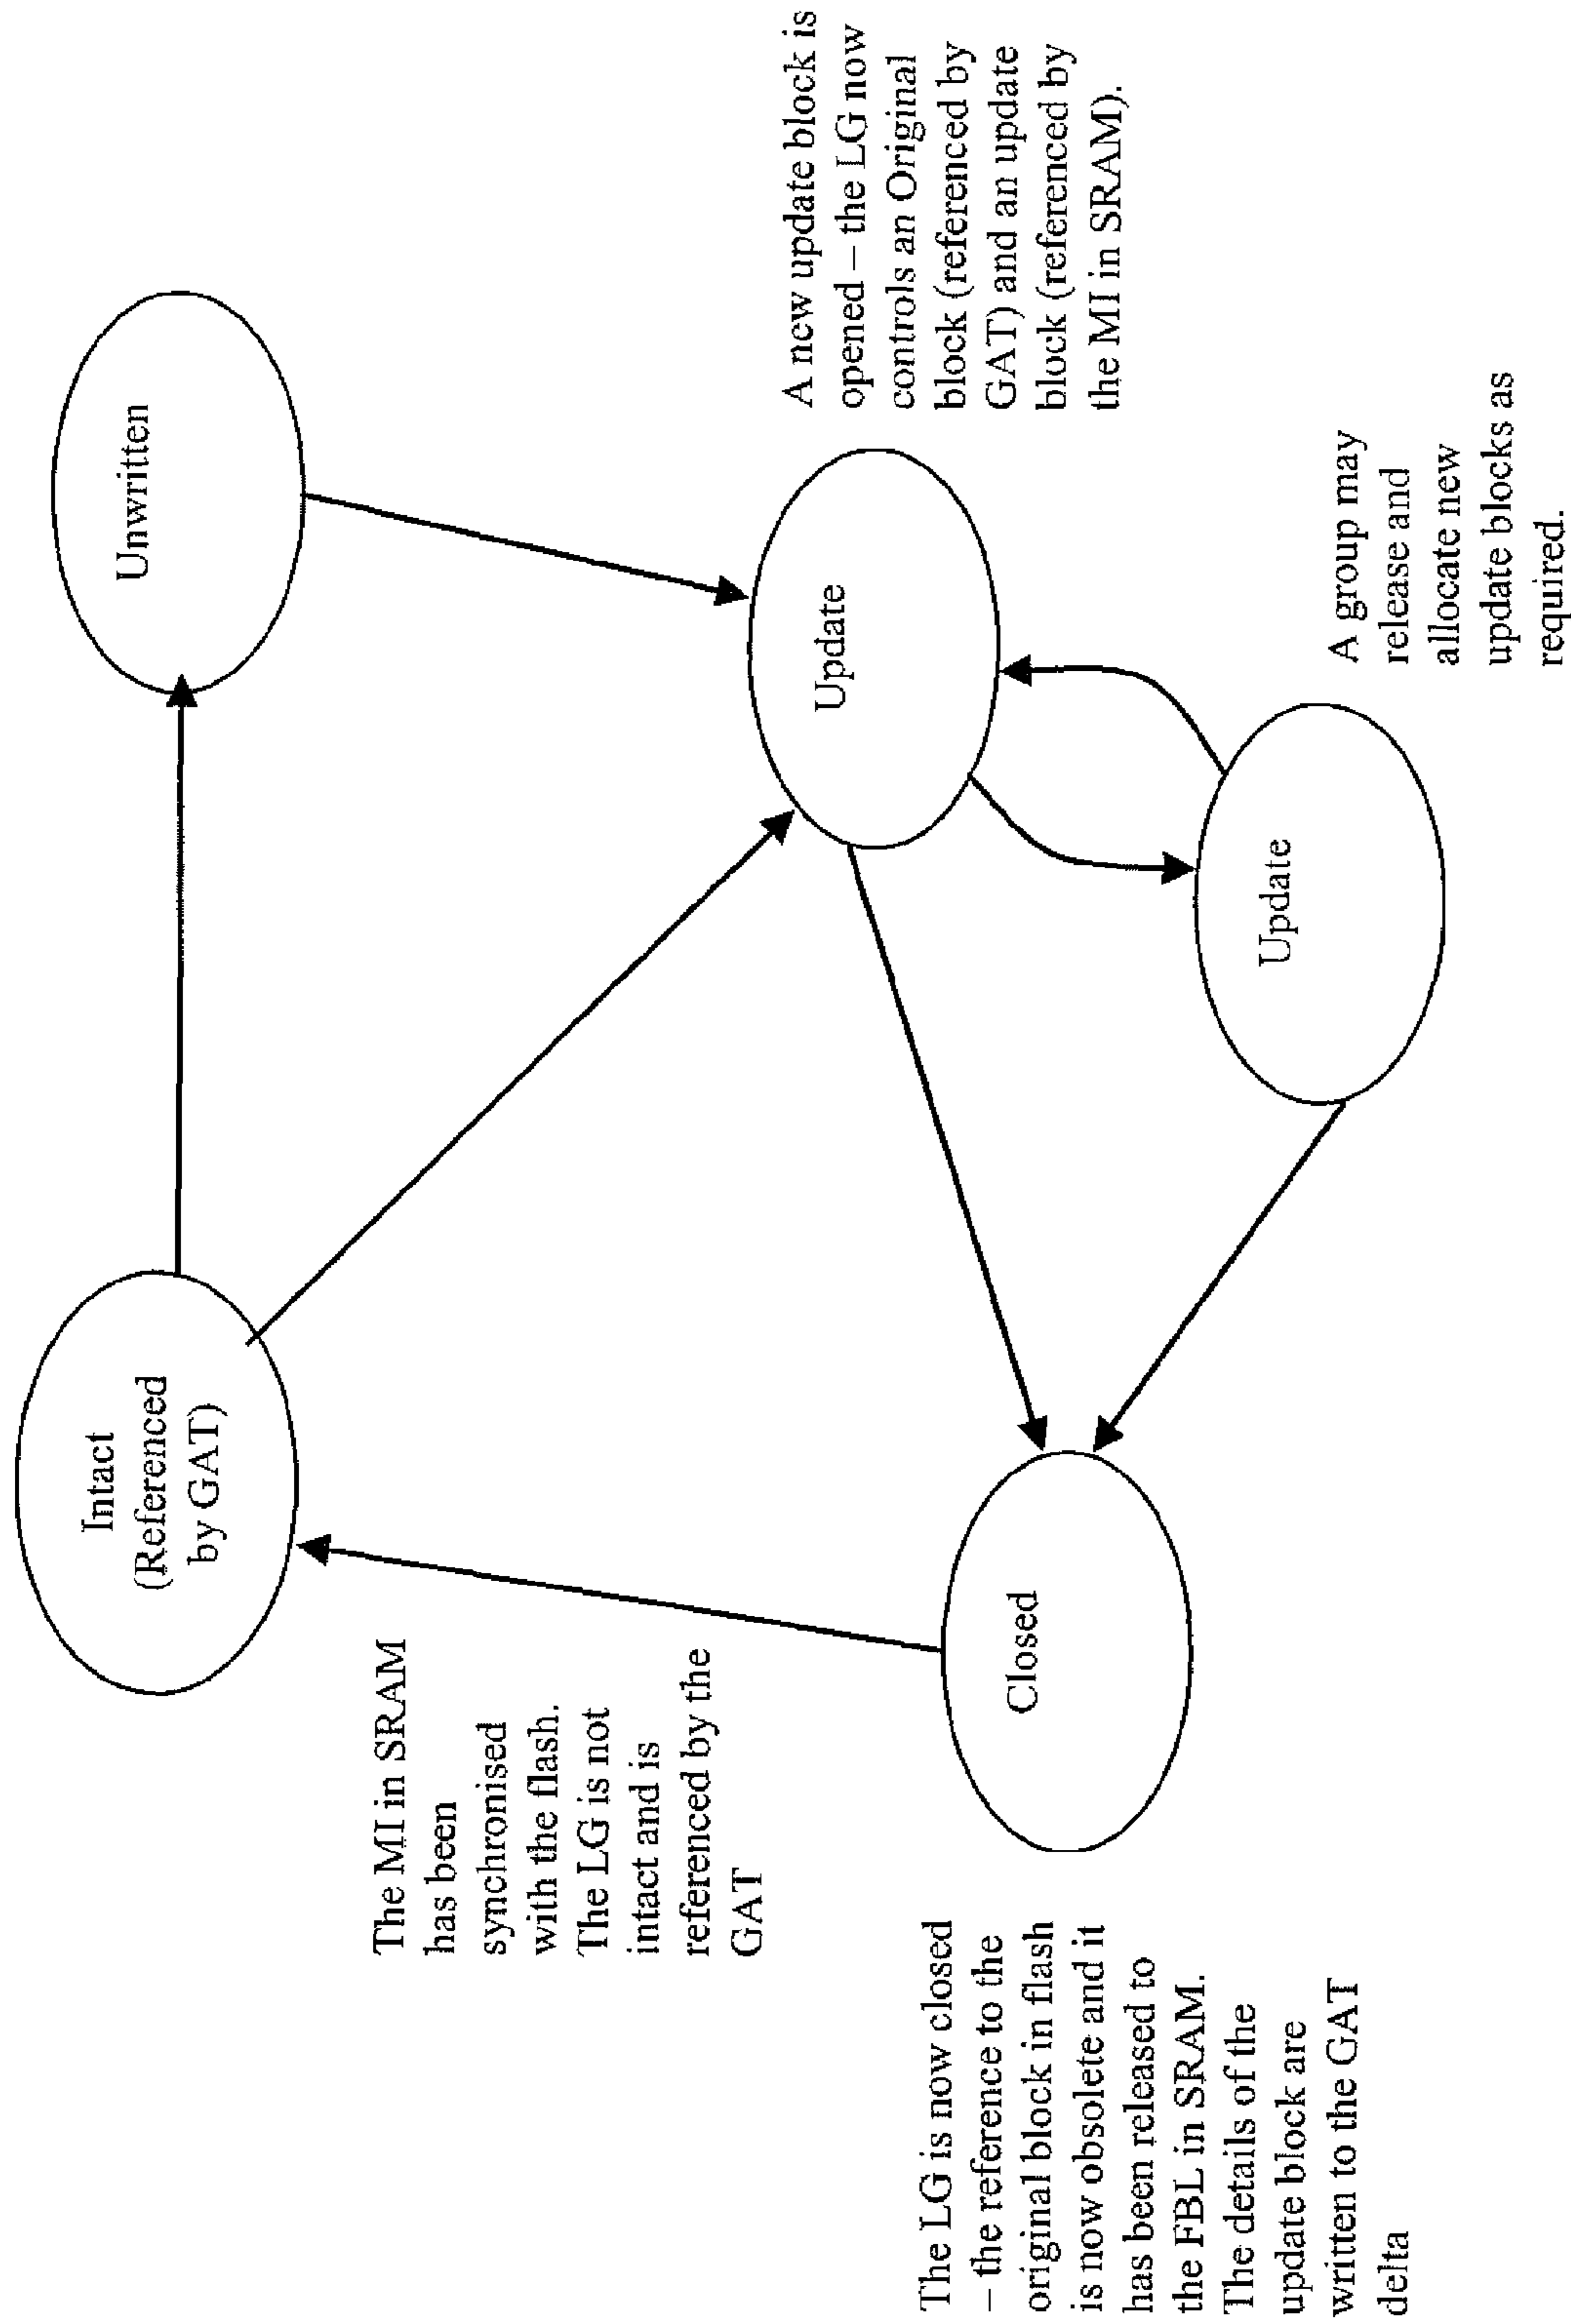 Intact
(Referenced
by GAT)
Unwritten
The MI in SRAM
has been
synchronised
with the flash.
The LG is not
intact and is
referenced by the
GAT
Update
A new update block is
opened – the LG now
controls an Original
block (referenced by
GAT) and an update
block (referenced by
the MI in SRAM).
Closed
The LG is now closed
– the reference to the
original block in flash
is now obsolete and it
has been released to
the FBL in SRAM.
The details of the
update block are
written to the GAT
delta
Update
A group may
release and
allocate new
update blocks as
required.